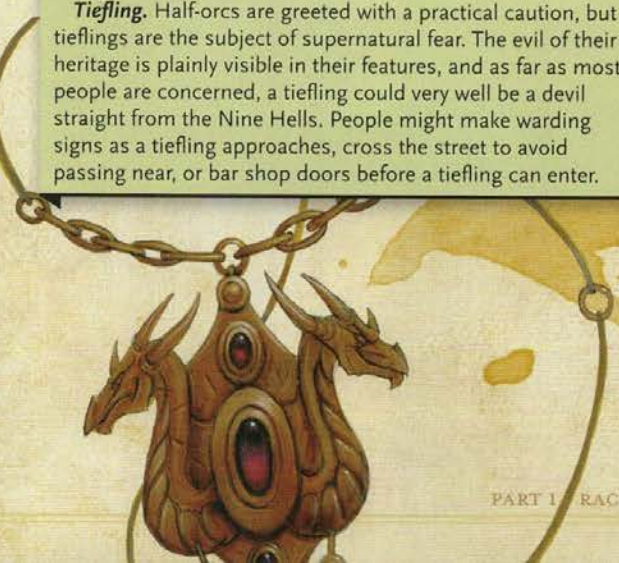 Tiefling. Half-orcs are greeted with a practical caution, but
tieflings are the subject of supernatural fear. The evil of their
heritage is plainly visible in their features, and as far as most
people are concerned, a tiefling could very well be a devil
straight from the Nine Hells. People might make warding
signs as a tiefling approaches, cross the street to avoid
passing near, or bar shop doors before a tiefling can enter.
PART 1 | RAC